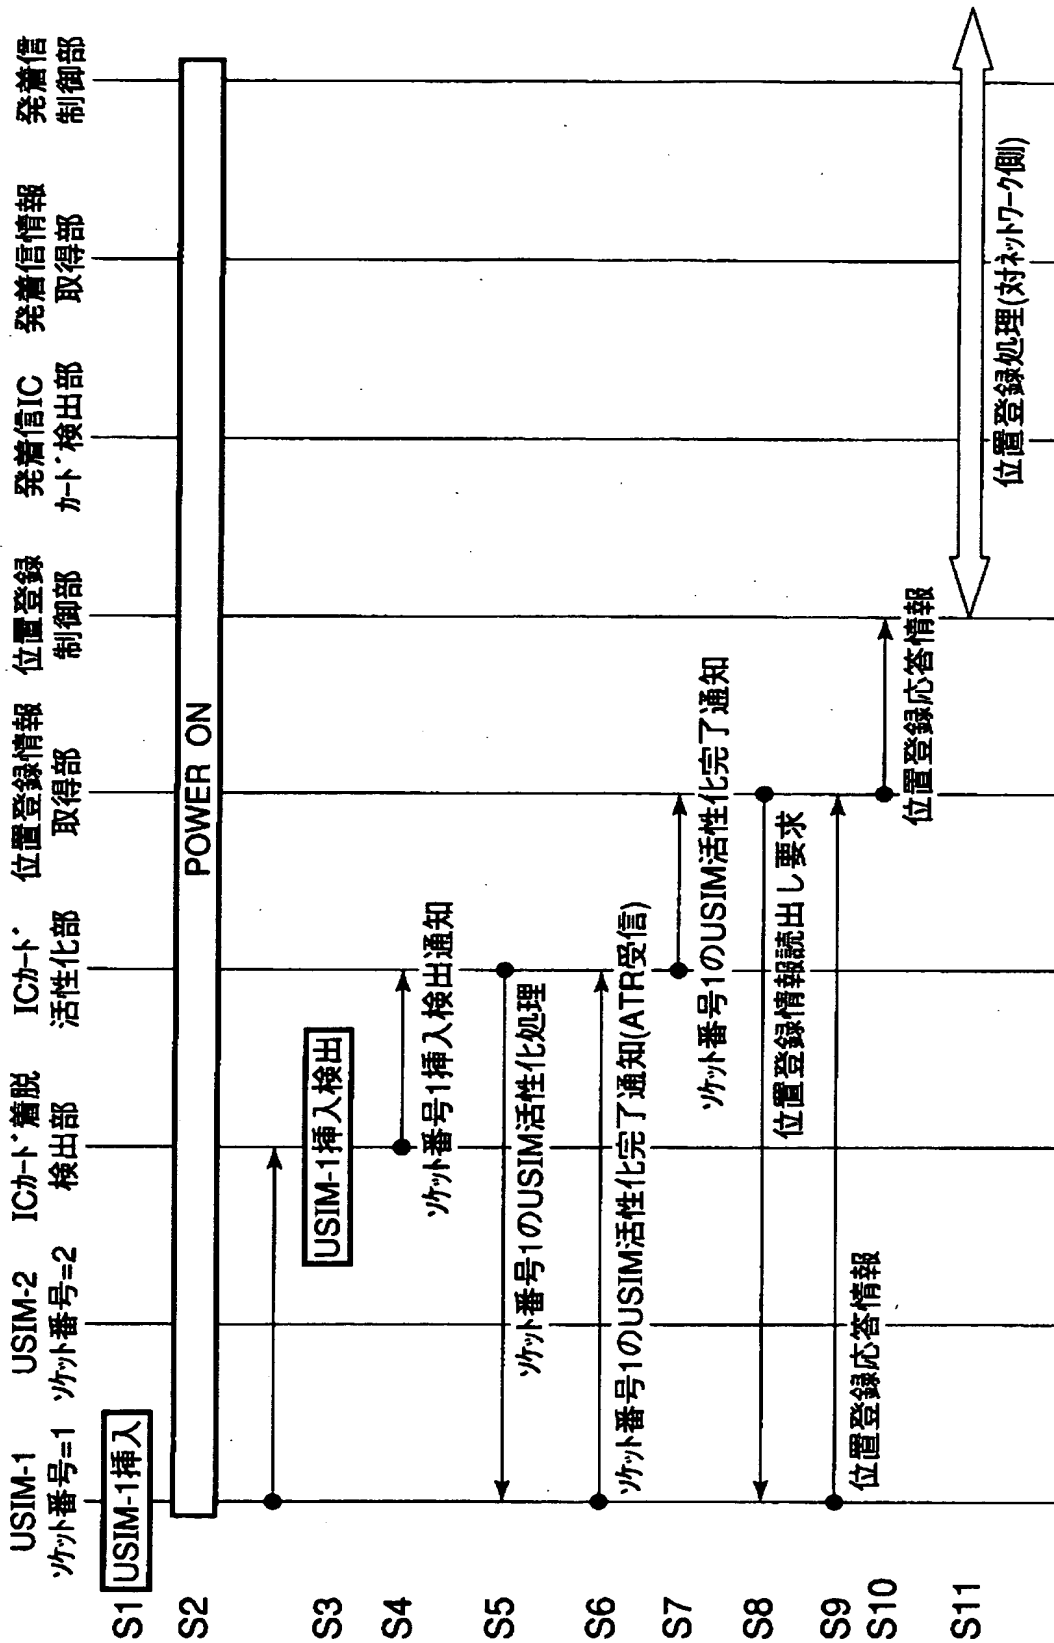 USIM-1
ソケット番号=1
USIM-2
ソケット番号=2
ICカード着脱
検出部
ICカード
活性化部
位置登録情報
取得部
位置登録
制御部
発着信IC
カード検出部
発着信情報
取得部
発着信
制御部
S1
USIM-1挿入
S2
POWER ON
S3
USIM-1挿入検出
S4
ソケット番号1挿入検出通知
S5
ソケット番号1のUSIM活性化処理
S6
ソケット番号1のUSIM活性化完了通知(ATR受信)
S7
ソケット番号1のUSIM活性化完了通知
S8
位置登録情報読出し要求
S9
位置登録応答情報
S10
位置登録応答情報
S11
位置登録処理(対ネットワーク側)